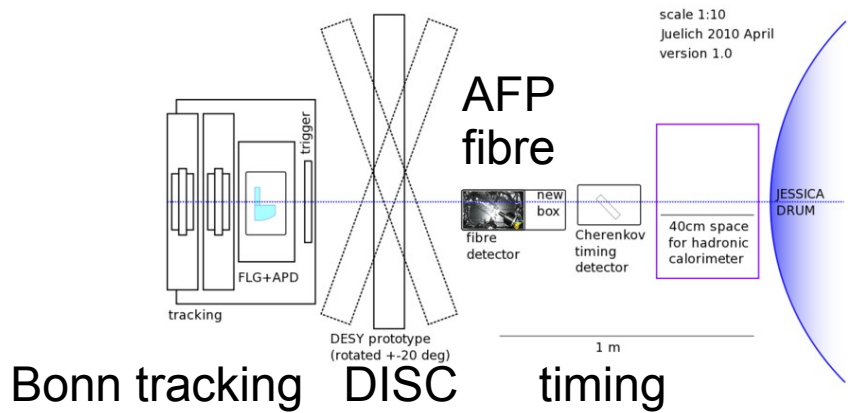 scale 1:10
Juelich 2010 April
version 1.0
AFP
fibre
trigger
new
box
JESSICA
DRUM
fibre
detector
Cherenkov
timing
detector
40cm space
for hadronic
calorimeter
FLG+APD
tracking
DESY prototype
(rotated +-20 deg)
1 m
Bonn tracking DISC timing